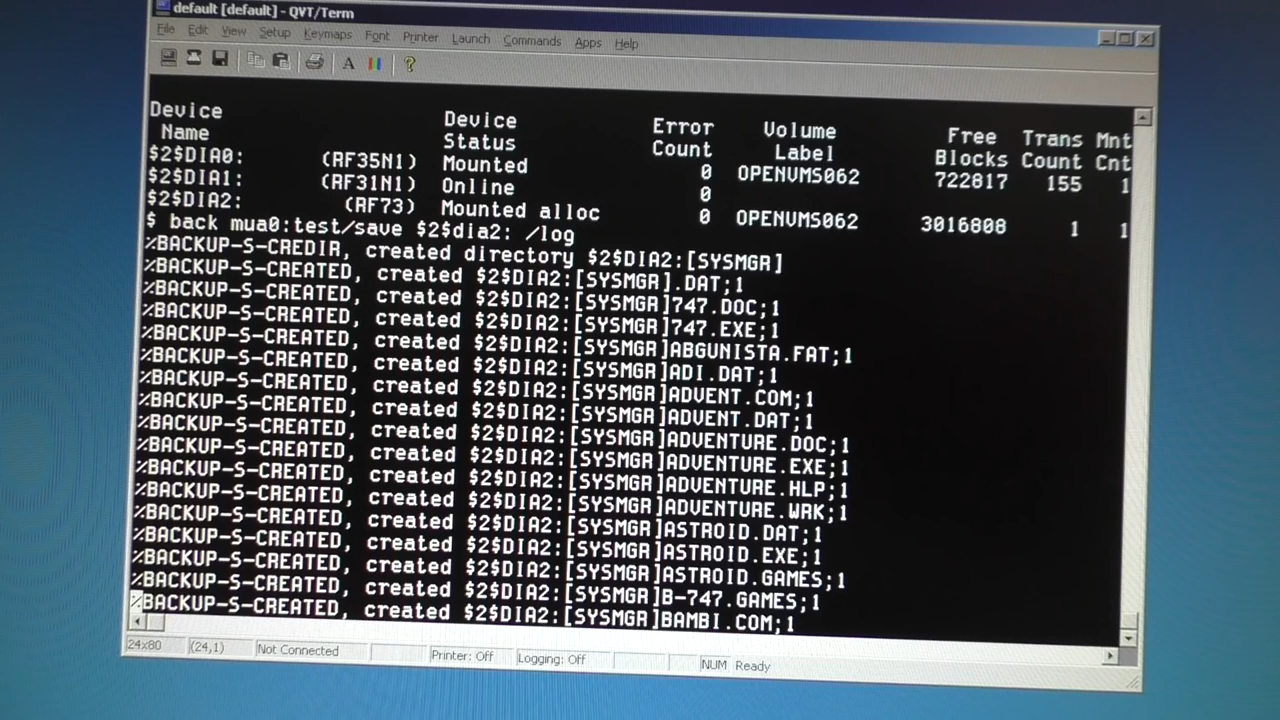 default [default] - QVT/Term
File Edit View Setup Keymaps Font Printer Launch Commands Apps Help
Device Device Error Volume Free Trans Mnt
Name Status Count Label Blocks Count Cnt
$2$DIA0: (RF35N1) Mounted 0 OPENVMS062 722817 155 1
$2$DIA1: (RF31N1) Online 0
$2$DIA2: (RF73) Mounted alloc 0 OPENVMS062 3016808 1 1
$ back mua0:test/save $2$dia2: /log
%BACKUP-S-CREDIR, created directory $2$DIA2:[SYSMGR]
%BACKUP-S-CREATED, created $2$DIA2:[SYSMGR].DAT;1
%BACKUP-S-CREATED, created $2$DIA2:[SYSMGR]747.DOC;1
%BACKUP-S-CREATED, created $2$DIA2:[SYSMGR]747.EXE;1
%BACKUP-S-CREATED, created $2$DIA2:[SYSMGR]ABGUNISTA.FAT;1
%BACKUP-S-CREATED, created $2$DIA2:[SYSMGR]ADI.DAT;1
%BACKUP-S-CREATED, created $2$DIA2:[SYSMGR]ADVENT.COM;1
%BACKUP-S-CREATED, created $2$DIA2:[SYSMGR]ADVENT.DAT;1
%BACKUP-S-CREATED, created $2$DIA2:[SYSMGR]ADVENTURE.DOC;1
%BACKUP-S-CREATED, created $2$DIA2:[SYSMGR]ADVENTURE.EXE;1
%BACKUP-S-CREATED, created $2$DIA2:[SYSMGR]ADVENTURE.HLP;1
%BACKUP-S-CREATED, created $2$DIA2:[SYSMGR]ADVENTURE.WRK;1
%BACKUP-S-CREATED, created $2$DIA2:[SYSMGR]ASTROID.DAT;1
%BACKUP-S-CREATED, created $2$DIA2:[SYSMGR]ASTROID.EXE;1
%BACKUP-S-CREATED, created $2$DIA2:[SYSMGR]ASTROID.GAMES;1
%BACKUP-S-CREATED, created $2$DIA2:[SYSMGR]B-747.GAMES;1
%BACKUP-S-CREATED, created $2$DIA2:[SYSMGR]BAMBI.COM;1
24x80 (24,1) Not Connected Printer: Off Logging: Off NUM Ready